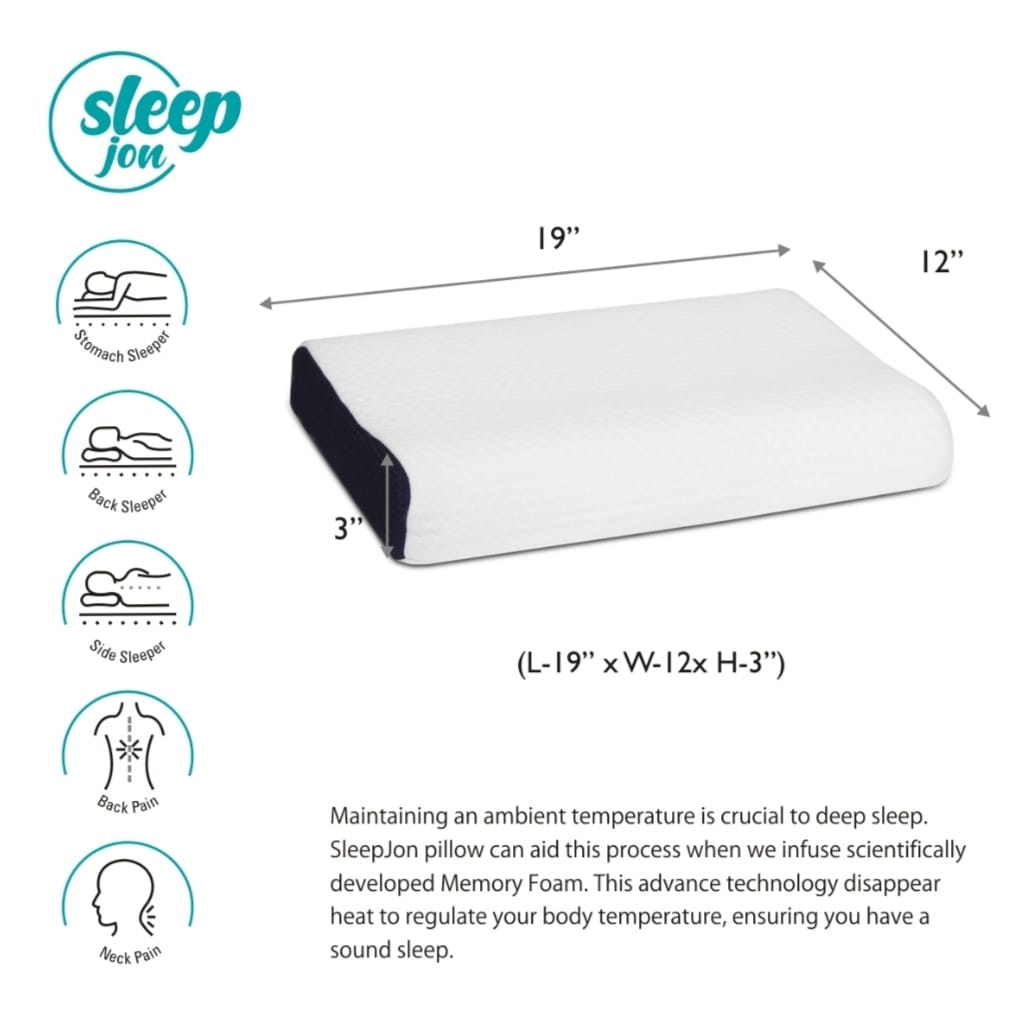 sleep
jon
19”
12”
Stomach Sleeper
Back Sleeper
3”
Side Sleeper
(L-19” x W-12x H-3”)
Back Pain
Neck Pain
Maintaining an ambient temperature is crucial to deep sleep.
SleepJon pillow can aid this process when we infuse scientifically
developed Memory Foam. This advance technology disappear
heat to regulate your body temperature, ensuring you have a
sound sleep.